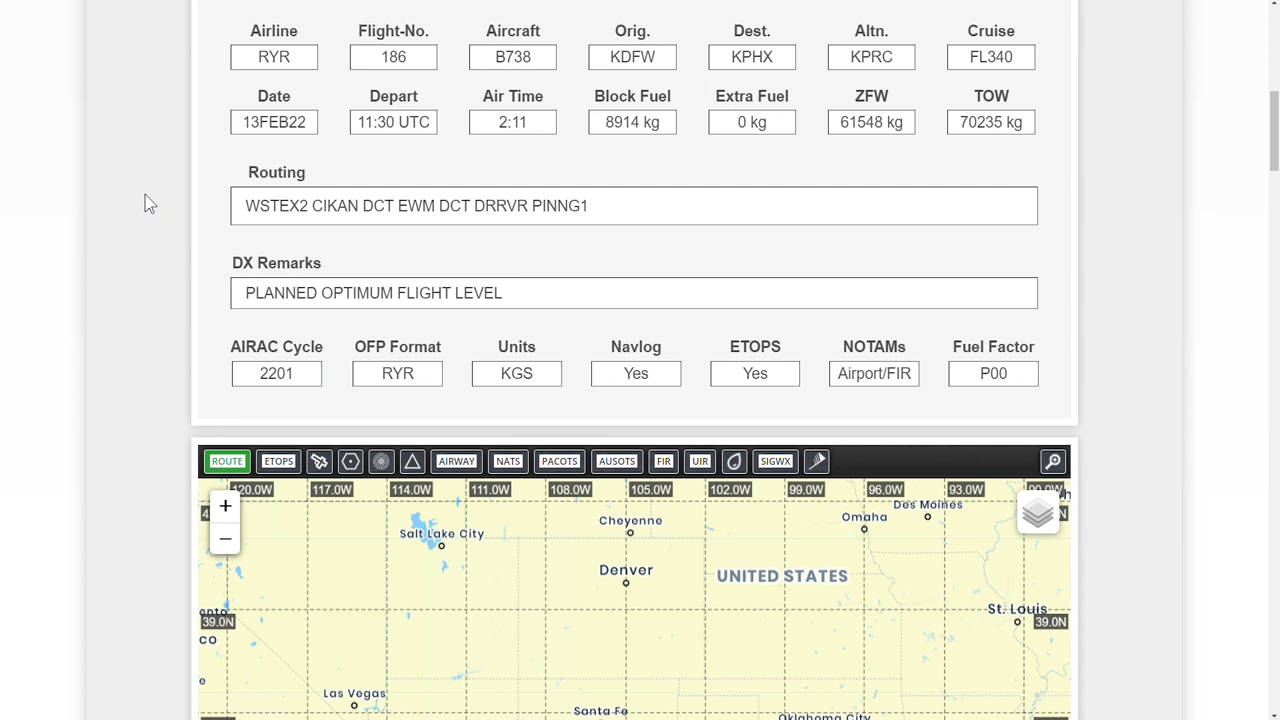 Airline Flight-No. Aircraft Orig. Dest. Altn. Cruise
RYR 186 B738 KDFW KPHX KPRC FL340
Date Depart Air Time Block Fuel Extra Fuel ZFW TOW
13FEB22 11:30 UTC 2:11 8914 kg 0 kg 61548 kg 70235 kg
Routing
WSTEX2 CIKAN DCT EWM DCT DRRVR PINNG1
DX Remarks
PLANNED OPTIMUM FLIGHT LEVEL
AIRAC Cycle OFP Format Units Navlog ETOPS NOTAMs Fuel Factor
2201 RYR KGS Yes Yes Airport/FIR P00
ROUTE ETOPS AIRWAY NATS PACOTS AUSOTS FIR UIR SIGWX
120.0W 117.0W 114.0W 111.0W 108.0W 105.0W 102.0W 99.0W 96.0W 93.0W
+
−
Salt Lake City Cheyenne Omaha Des Moines
Denver UNITED STATES
St. Louis
39.0N 39.0N
co
Las Vegas
Santa Fe Oklahoma City